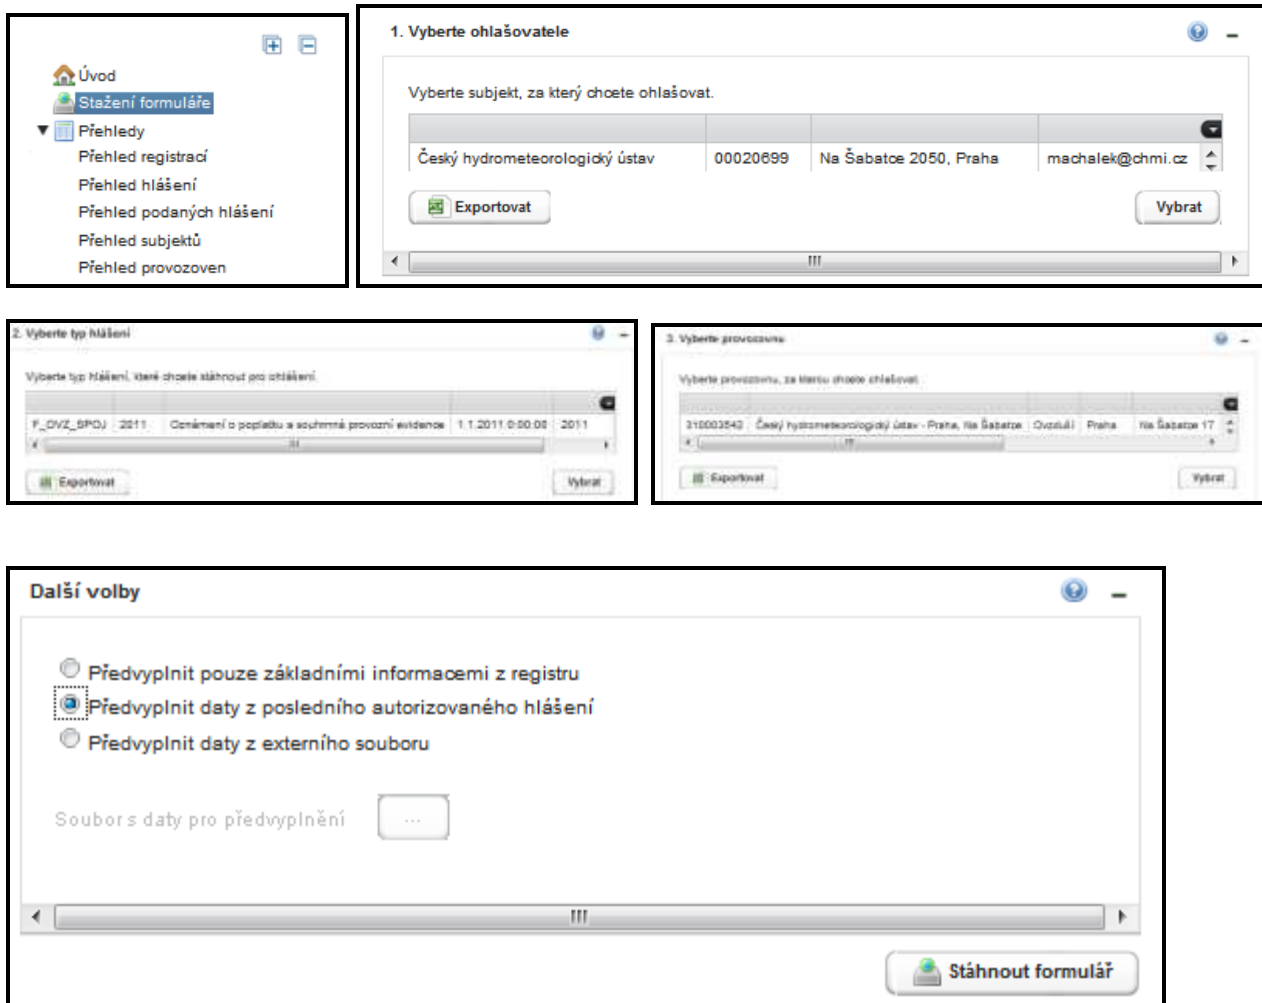 Úvod
Stažení formuláře
Přehledy
Přehled registrací
Přehled hlášení
Přehled podaných hlášení
Přehled subjektů
Přehled provozoven
1. Vyberte ohlašovatele
Vyberte subjekt, za který chcete ohlašovat.
Český hydrometeorologický ústav 00020699 Na Šabatce 2050, Praha machalek@chmi.cz
Exportovat Vybrat
2. Vyberte typ hlášení
Vyberte typ hlášení, které chcete stáhnout pro ohlášení.
F_OVZ_SPOJ 2011 Oznámení o poplatku a souhrnná provozní evidence 1.1.2011 0:00:00 2011
Exportovat Vybrat
3. Vyberte provozovnu
Vyberte provozovnu, za kterou chcete ohlašovat.
Český hydrometeorologický ústav - Praha, Na Šabatce Ovzduší Praha Na Šabatce 17
Exportovat Vybrat
Další volby
Předvyplnit pouze základními informacemi z registru
Předvyplnit daty z posledního autorizovaného hlášení
Předvyplnit daty z externího souboru
Soubor s daty pro předvyplnění ...
Stáhnout formulář